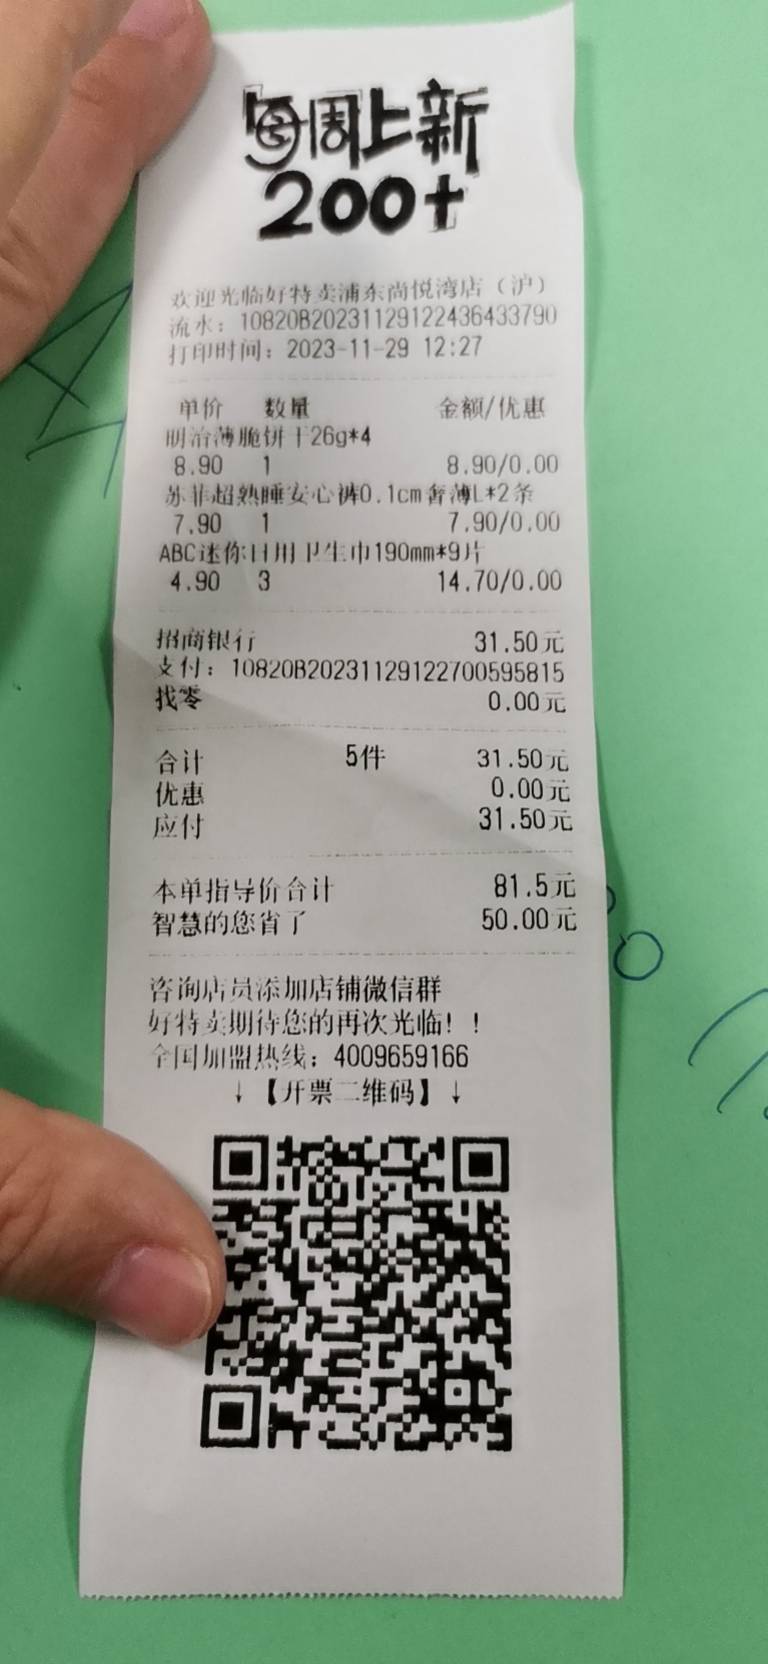 每周上新
200+
欢迎光临好特卖浦东尚悦湾店（沪）
流水：10820B20231129122436433790
打印时间：2023-11-29 12:27
单价 数量 金额/优惠
明治薄脆饼干26g*4
8.90 1 8.90/0.00
苏菲超熟睡安心裤0.1cm奢薄L*2条
7.90 1 7.90/0.00
ABC迷你日用卫生巾190mm*9片
4.90 3 14.70/0.00
招商银行 31.50元
支付：10820B20231129122700595815
找零 0.00元
合计 5件 31.50元
优惠 0.00元
应付 31.50元
本单指导价合计 81.5元
智慧的您省了 50.00元
咨询店员添加店铺微信群
好特卖期待您的再次光临！！
全国加盟热线：4009659166
↓【开票二维码】↓